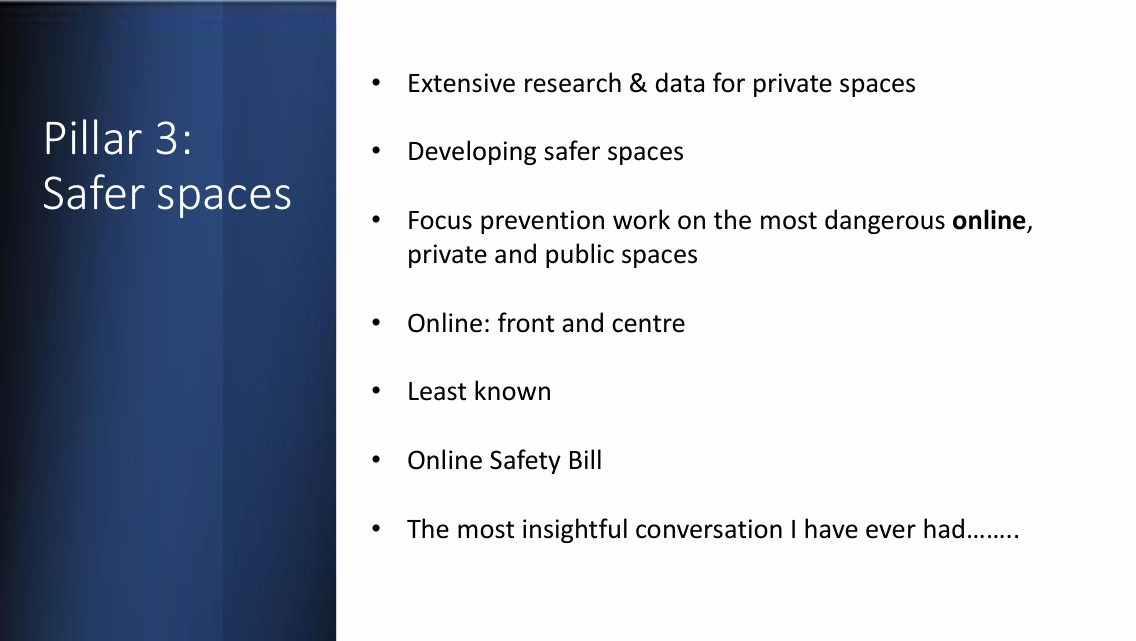 Pillar 3:
Safer spaces
• Extensive research & data for private spaces
• Developing safer spaces
• Focus prevention work on the most dangerous online,
private and public spaces
• Online: front and centre
• Least known
• Online Safety Bill
• The most insightful conversation I have ever had……..